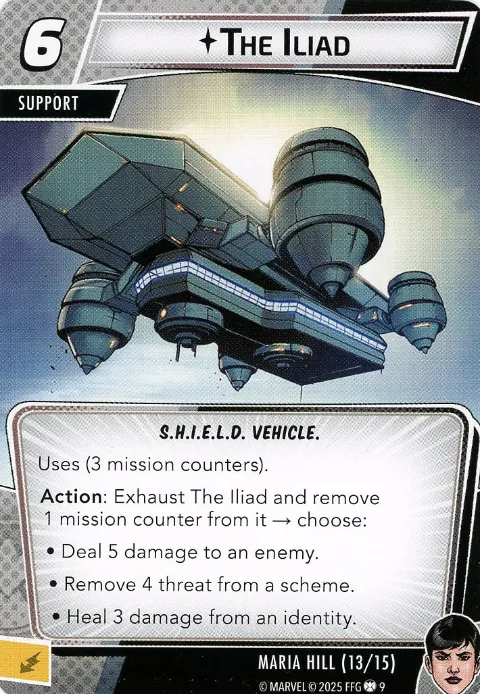 6
The Iliad
SUPPORT
S.H.I.E.L.D. VEHICLE.
Uses (3 mission counters).
Action: Exhaust The Iliad and remove
1 mission counter from it → choose:
• Deal 5 damage to an enemy.
• Remove 4 threat from a scheme.
• Heal 3 damage from an identity.
MARIA HILL (13/15)
© MARVEL © 2025 FFG 9